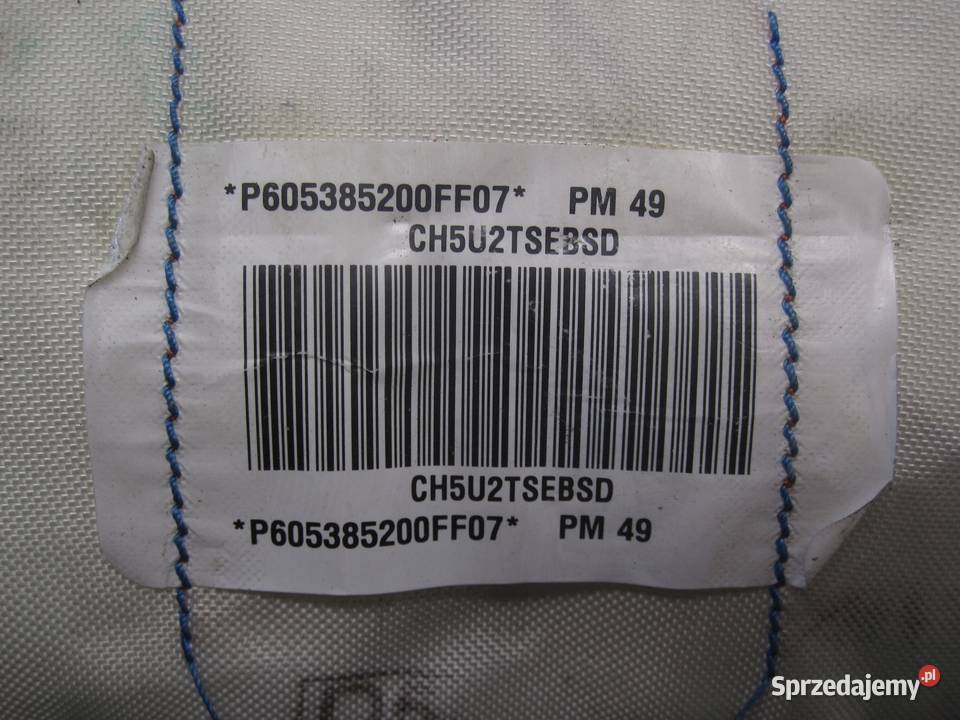 *P605385200FF07* PM 49
CH5U2TSEBSD
CH5U2TSEBSD
*P605385200FF07* PM 49
Sprzedajemy.pl